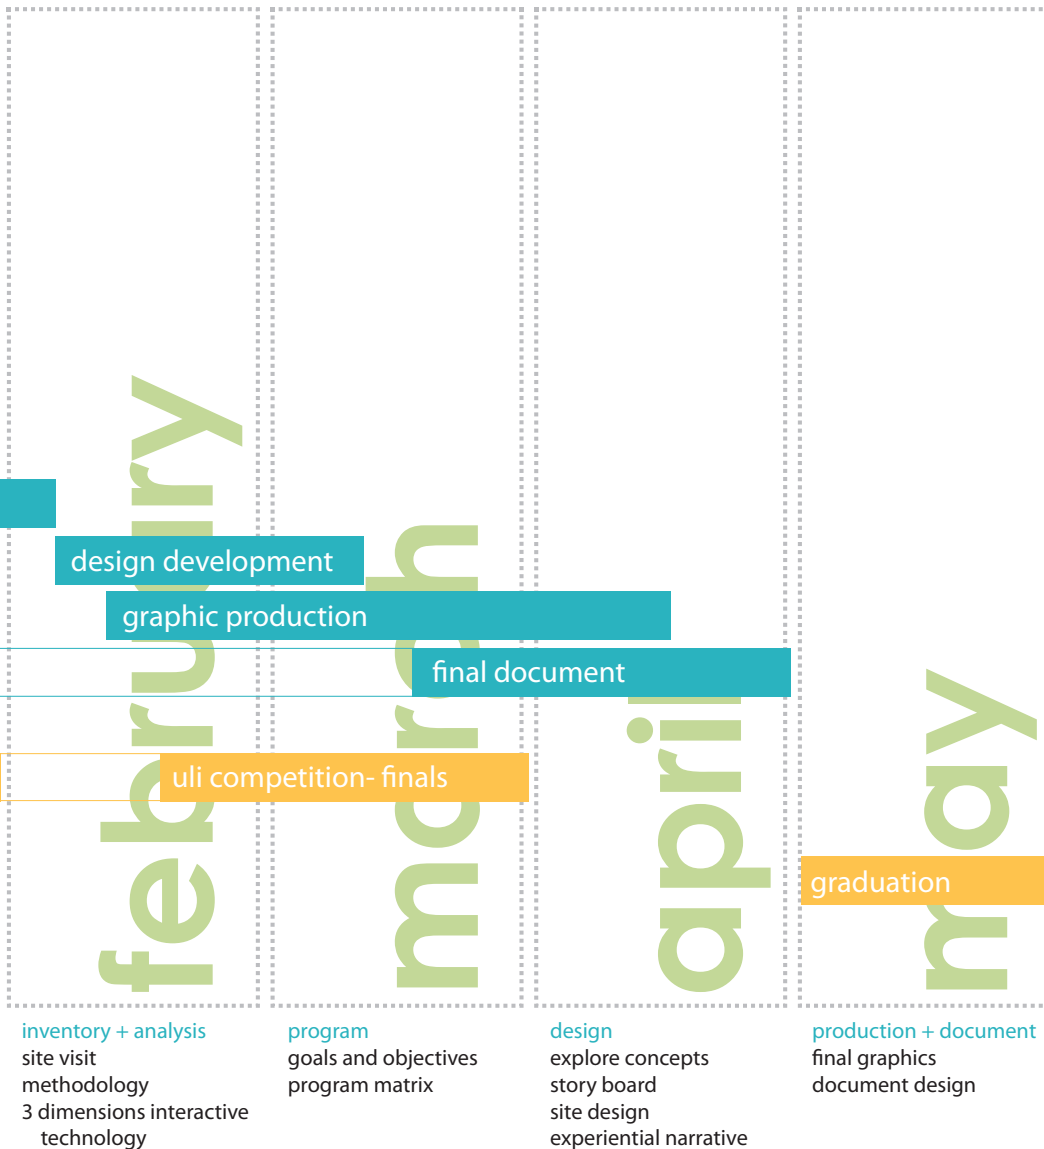 february
march
april
may
design development
graphic production
final document
uli competition- finals
graduation
inventory + analysis
site visit
methodology
3 dimensions interactive
technology
program
goals and objectives
program matrix
design
explore concepts
story board
site design
experiential narrative
production + document
final graphics
document design